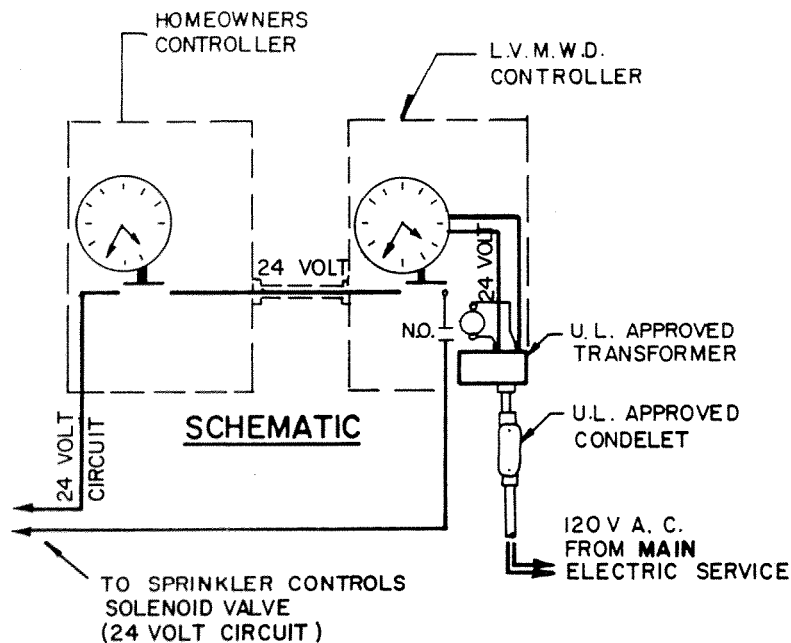 HOMEOWNERS
CONTROLLER
L.V.M.W.D.
CONTROLLER
24 VOLT
24 VOLT
N.O.
U.L. APPROVED
TRANSFORMER
SCHEMATIC
U.L. APPROVED
CONDELET
24 VOLT
CIRCUIT
120 V A.C.
FROM MAIN
ELECTRIC SERVICE
TO SPRINKLER CONTROLS
SOLENOID VALVE
(24 VOLT CIRCUIT)